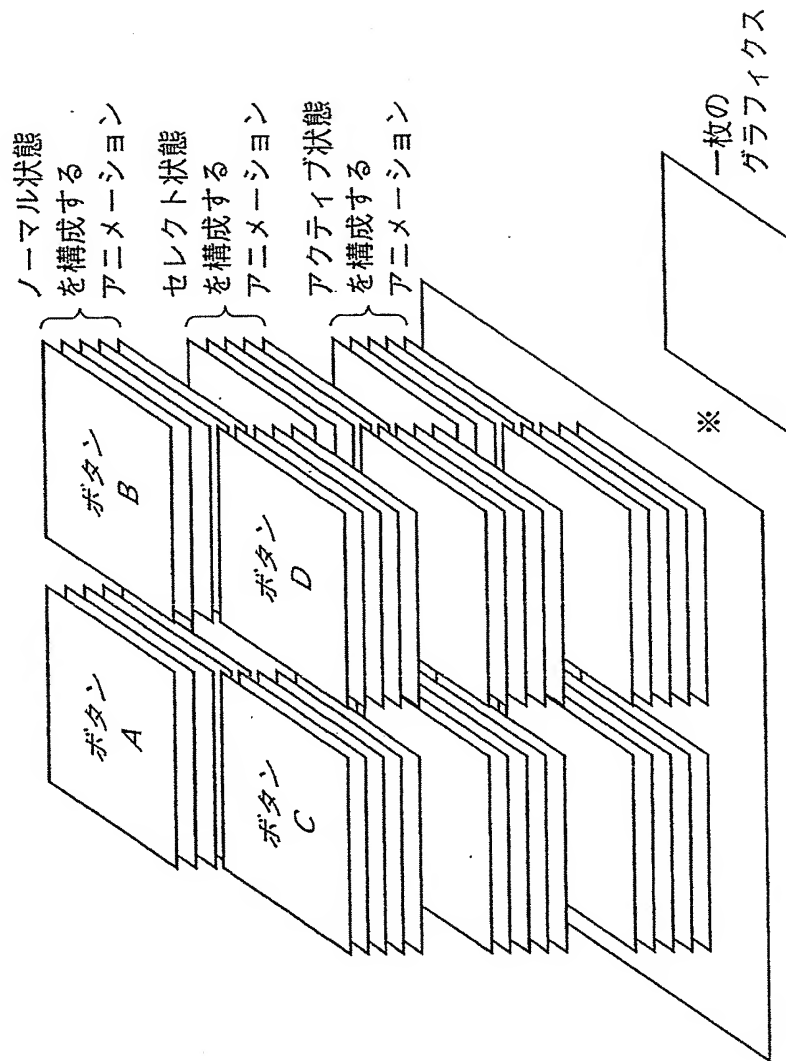 ノーマル状態
を構成する
アニメーション
セレクト状態
を構成する
アニメーション
アクティブ状態
を構成する
アニメーション
ボタン
A
ボタン
B
ボタン
C
ボタン
D
※
一枚の
グラフィクス